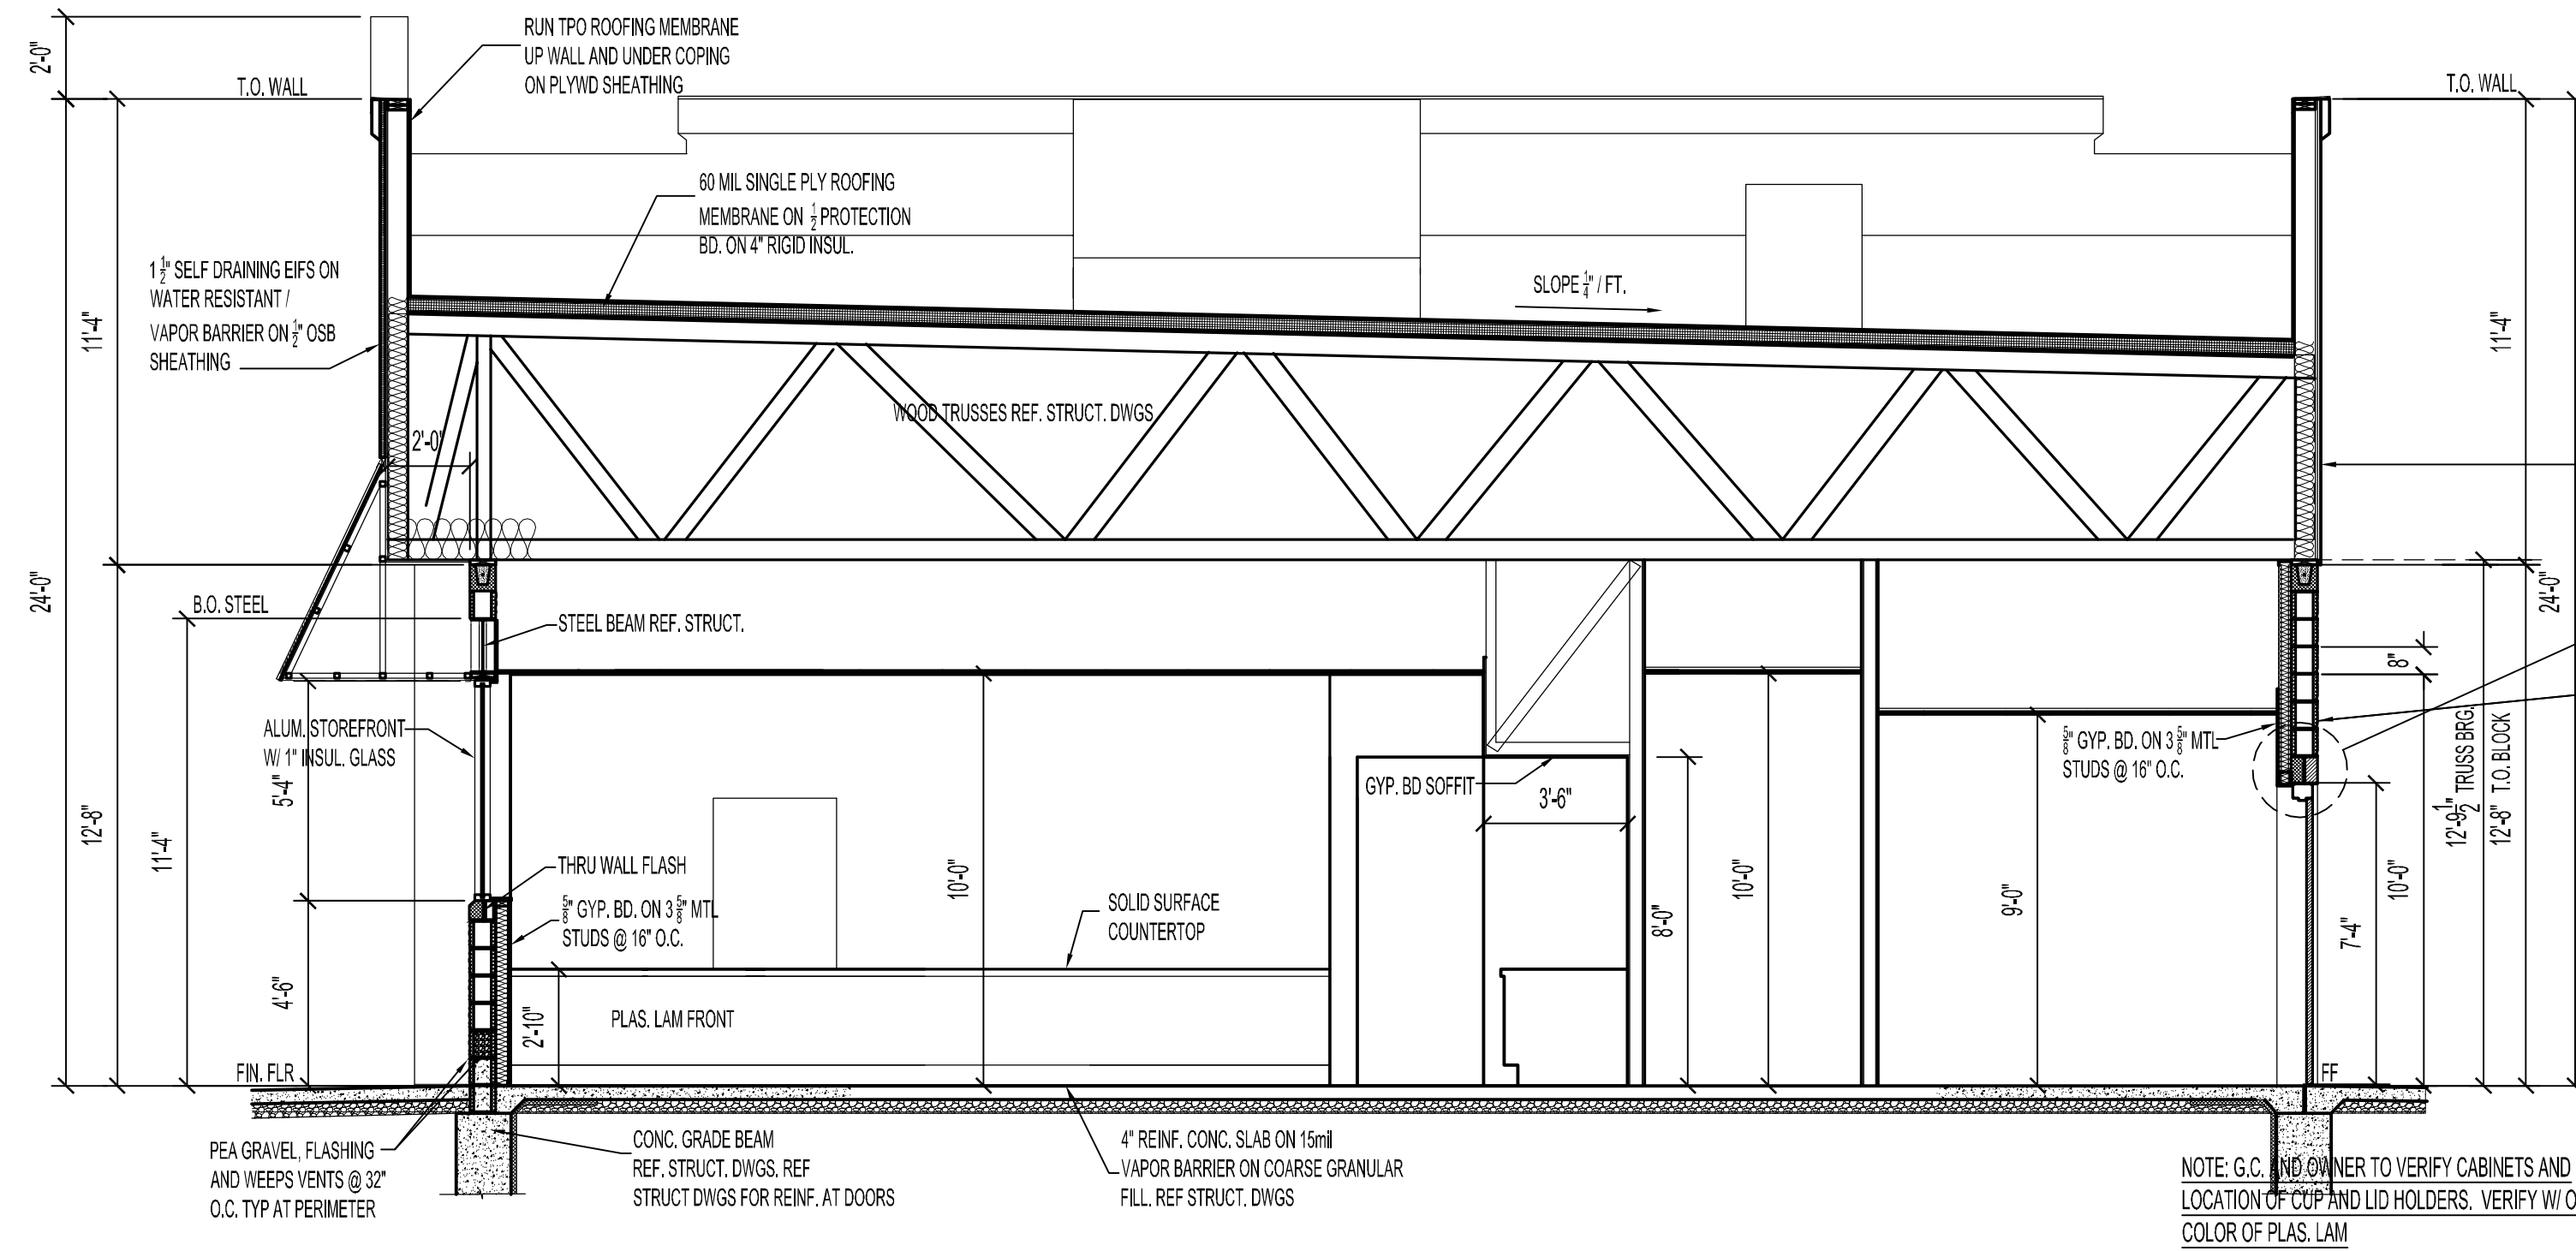 2'-0"
T.O. WALL
RUN TPO ROOFING MEMBRANE
UP WALL AND UNDER COPING
ON PLYWD SHEATHING
T.O. WALL
60 MIL SINGLE PLY ROOFING
MEMBRANE ON 1/2 PROTECTION
BD. ON 4" RIGID INSUL.
1 1/2" SELF DRAINING EIFS ON
WATER RESISTANT /
VAPOR BARRIER ON 1/2" OSB
SHEATHING
SLOPE 1/4" / FT.
11'-4"
11'-4"
WOOD TRUSSES REF. STRUCT. DWGS
2'-0"
24'-0"
B.O. STEEL
STEEL BEAM REF. STRUCT.
24'-0"
8"
ALUM. STOREFRONT
W/ 1" INSUL. GLASS
5'-4"
GYP. BD SOFFIT
3'-6"
5/8" GYP. BD. ON 3 5/8" MTL
STUDS @ 16" O.C.
12'-9 1/2" TRUSS BRG.
12'-8" T.O. BLOCK
12'-8"
11'-4"
THRU WALL FLASH
5/8" GYP. BD. ON 3 5/8" MTL
STUDS @ 16" O.C.
10'-0"
SOLID SURFACE
COUNTERTOP
8'-0"
10'-0"
9'-0"
7'-4"
10'-0"
4'-6"
2'-10"
PLAS. LAM FRONT
FIN. FLR
FF
PEA GRAVEL, FLASHING
AND WEEPS VENTS @ 32"
O.C. TYP AT PERIMETER
CONC. GRADE BEAM
REF. STRUCT. DWGS. REF
STRUCT DWGS FOR REINF. AT DOORS
4" REINF. CONC. SLAB ON 15mil
VAPOR BARRIER ON COARSE GRANULAR
FILL. REF STRUCT. DWGS
NOTE: G.C. AND OWNER TO VERIFY CABINETS AND
LOCATION OF CUP AND LID HOLDERS. VERIFY W/ O
COLOR OF PLAS. LAM